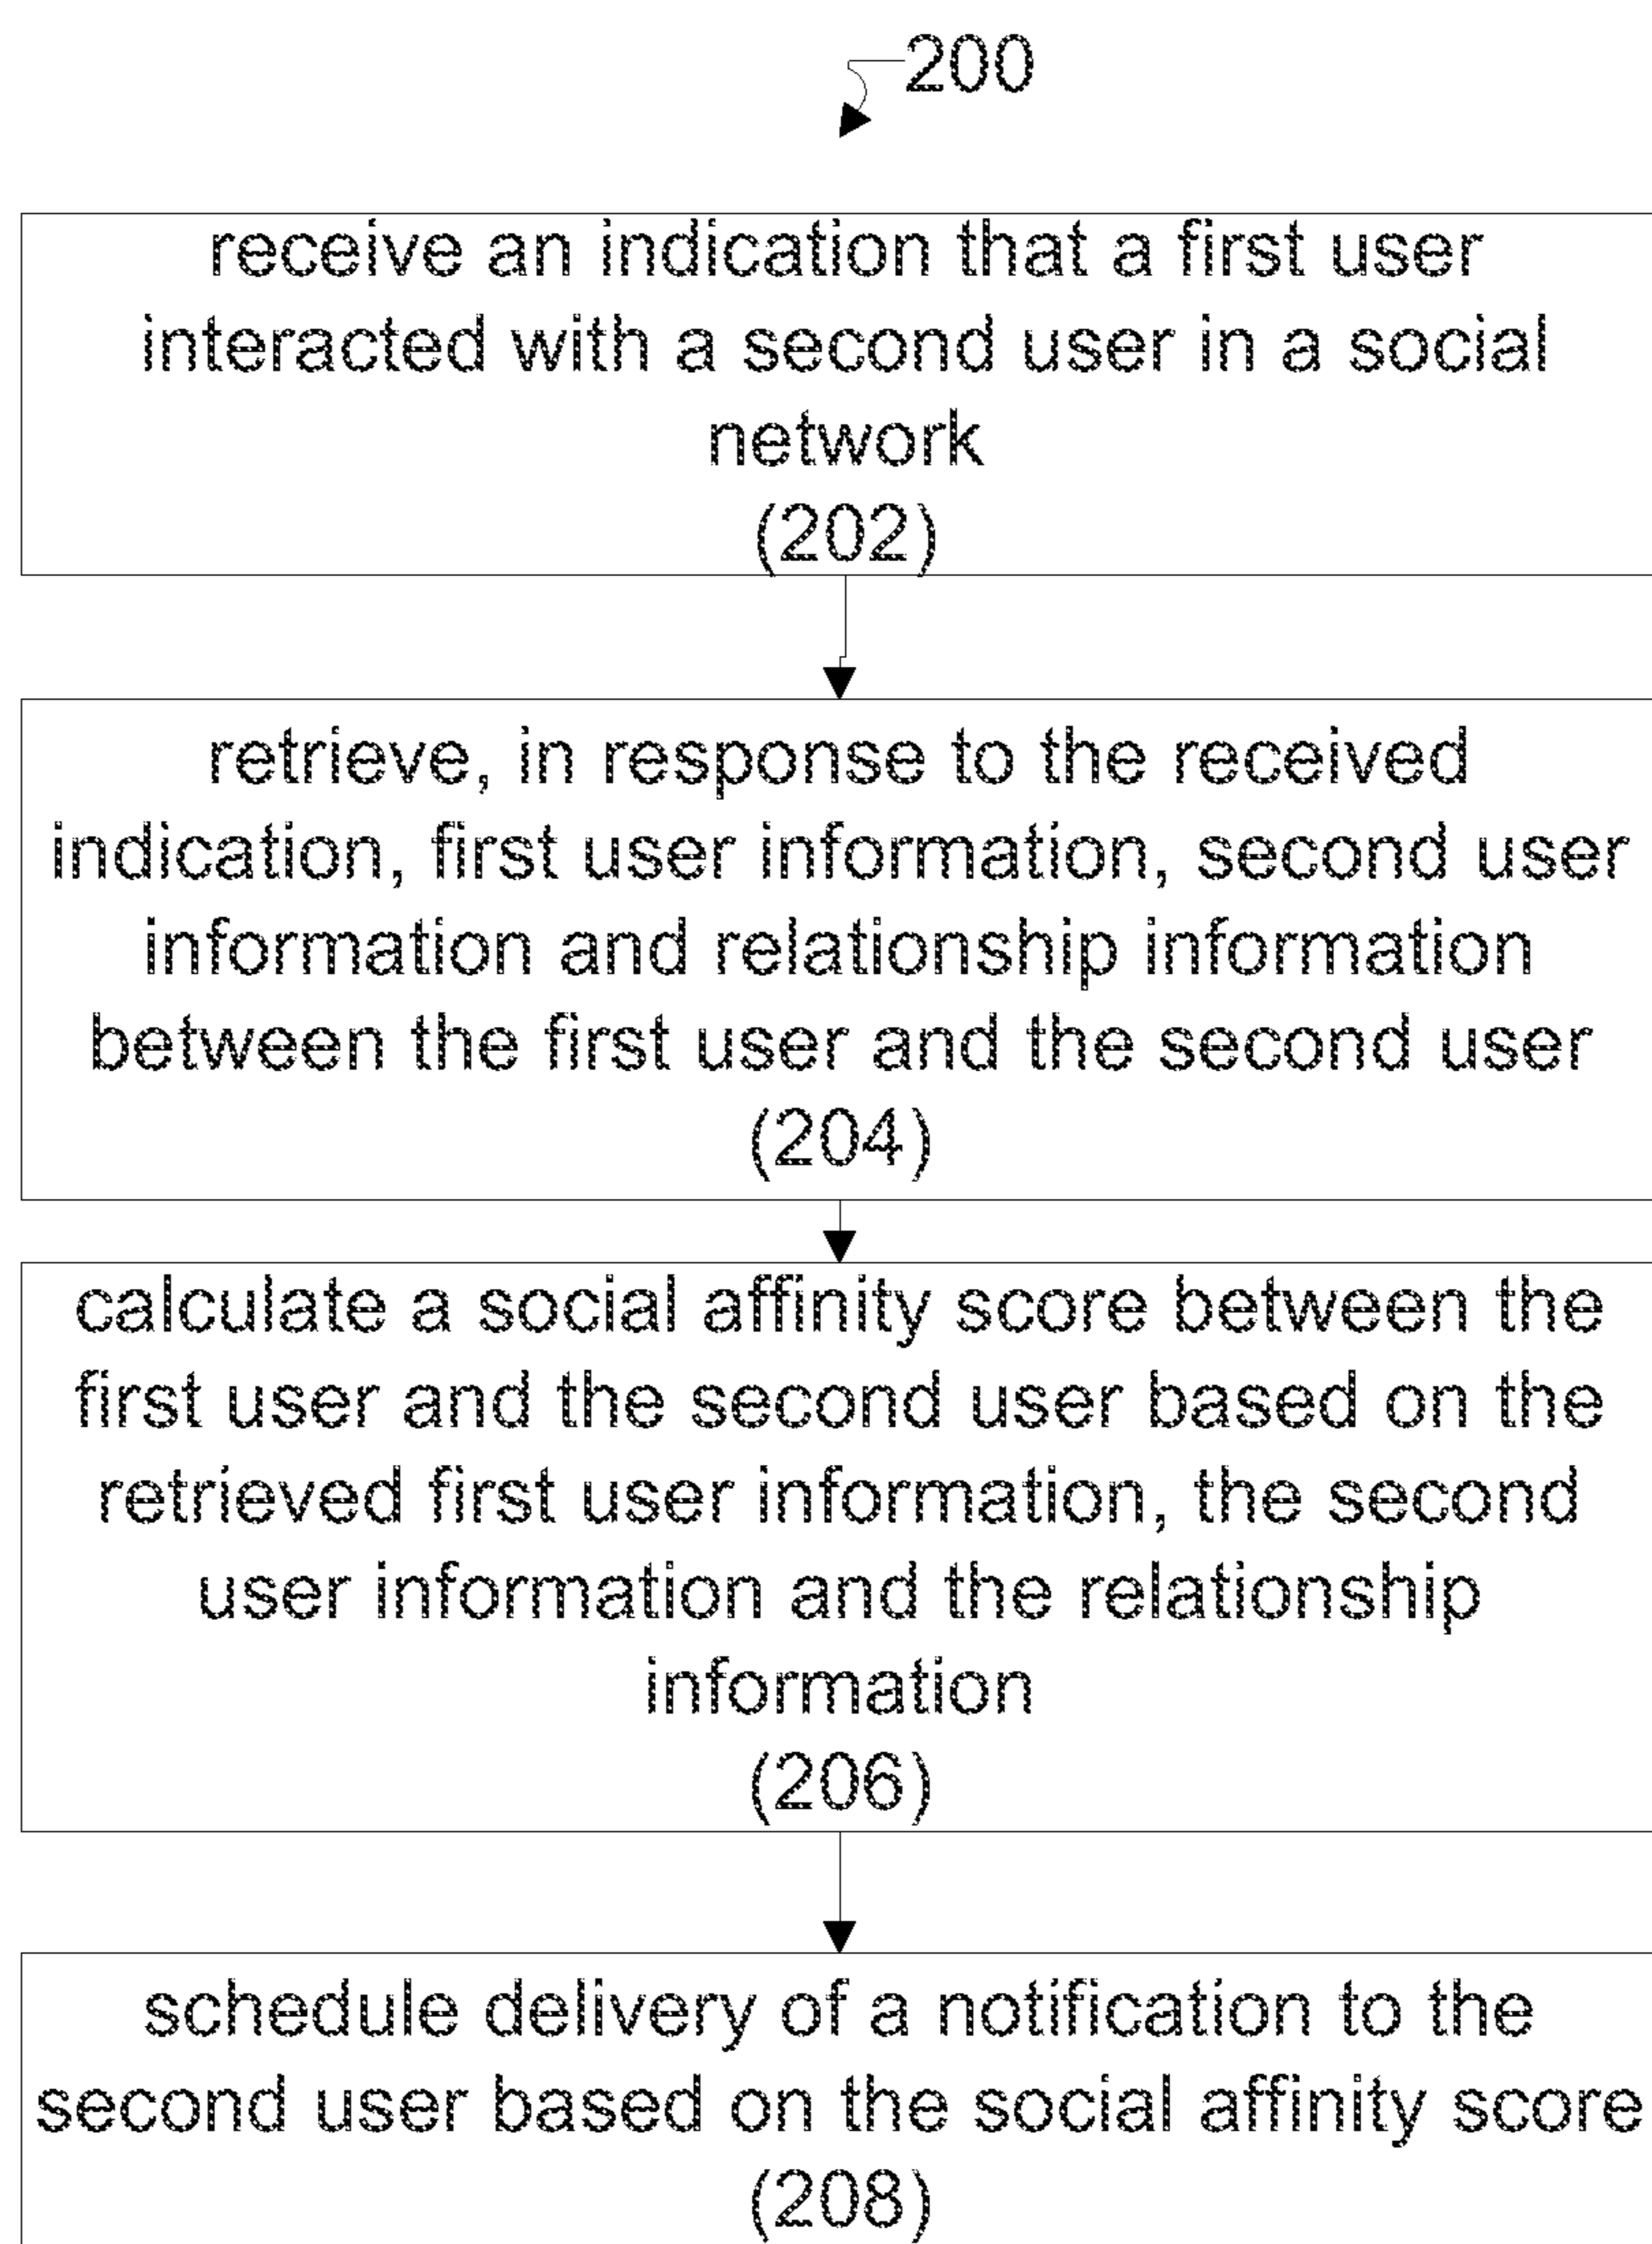 200
receive an indication that a first user
interacted with a second user in a social
network
(202)
retrieve, in response to the received
indication, first user information, second user
information and relationship information
between the first user and the second user
(204)
calculate a social affinity score between the
first user and the second user based on the
retrieved first user information, the second
user information and the relationship
information
(206)
schedule delivery of a notification to the
second user based on the social affinity score
(208)